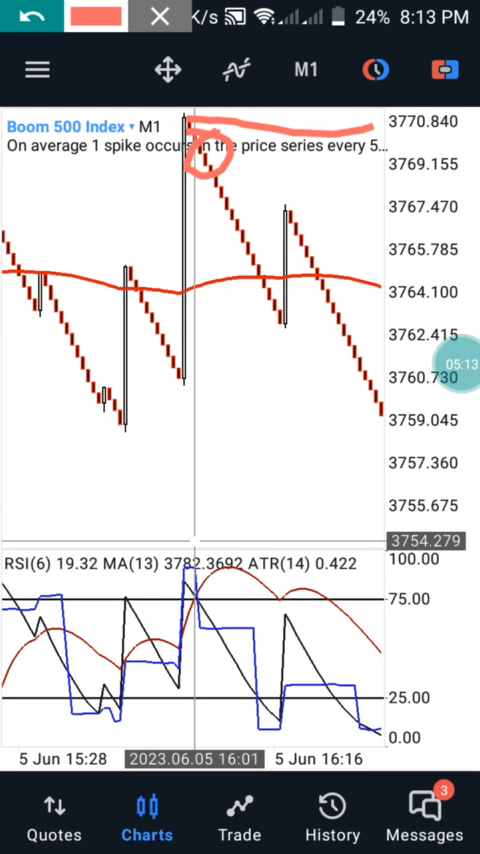 K/s 24% 8:13 PM
M1
Boom 500 Index M1
On average 1 spike occurs in the price series every 5...
3770.840
3769.155
3767.470
3765.785
3764.100
3762.415
05:13
3760.730
3759.045
3757.360
3755.675
3754.279
RSI(6) 19.32 MA(13) 3782.3692 ATR(14) 0.422
100.00
75.00
25.00
0.00
5 Jun 15:28 2023.06.05 16:01 5 Jun 16:16
3
Quotes Charts Trade History Messages